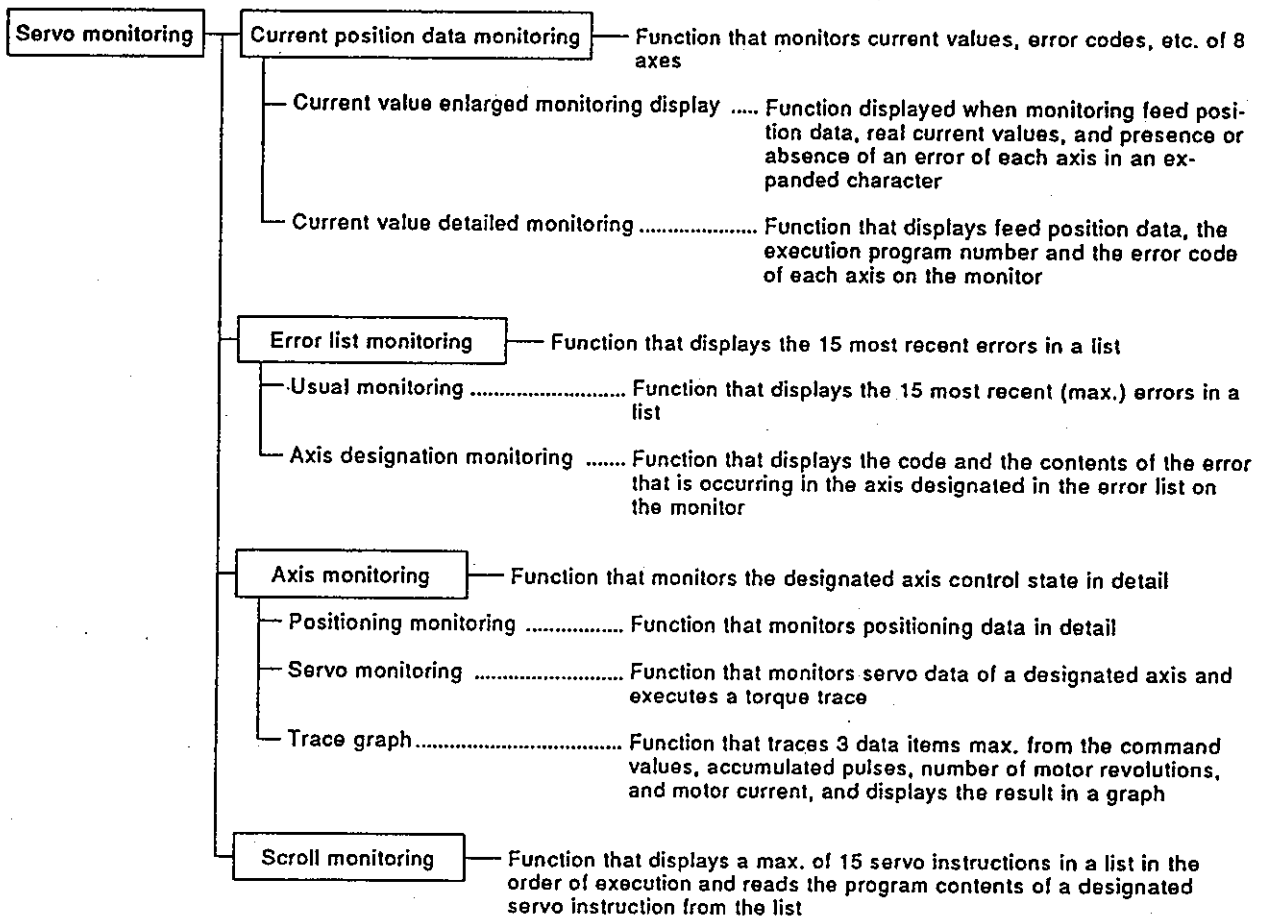 Servo monitoring
Current position data monitoring
Function that monitors current values, error codes, etc. of 8
axes
Current value enlarged monitoring display ..... Function displayed when monitoring feed posi-
tion data, real current values, and presence or
absence of an error of each axis in an ex-
panded character
Current value detailed monitoring ...................... Function that displays feed position data, the
execution program number and the error code
of each axis on the monitor
Error list monitoring
Function that displays the 15 most recent errors in a list
Usual monitoring ............................ Function that displays the 15 most recent (max.) errors in a
list
Axis designation monitoring ....... Function that displays the code and the contents of the error
that is occurring in the axis designated in the error list on
the monitor
Axis monitoring
Function that monitors the designated axis control state in detail
Positioning monitoring ................. Function that monitors positioning data in detail
Servo monitoring .......................... Function that monitors servo data of a designated axis and
executes a torque trace
Trace graph ..................................... Function that traces 3 data items max. from the command
values, accumulated pulses, number of motor revolutions,
and motor current, and displays the result in a graph
Scroll monitoring
Function that displays a max. of 15 servo instructions in a list in the
order of execution and reads the program contents of a designated
servo instruction from the list